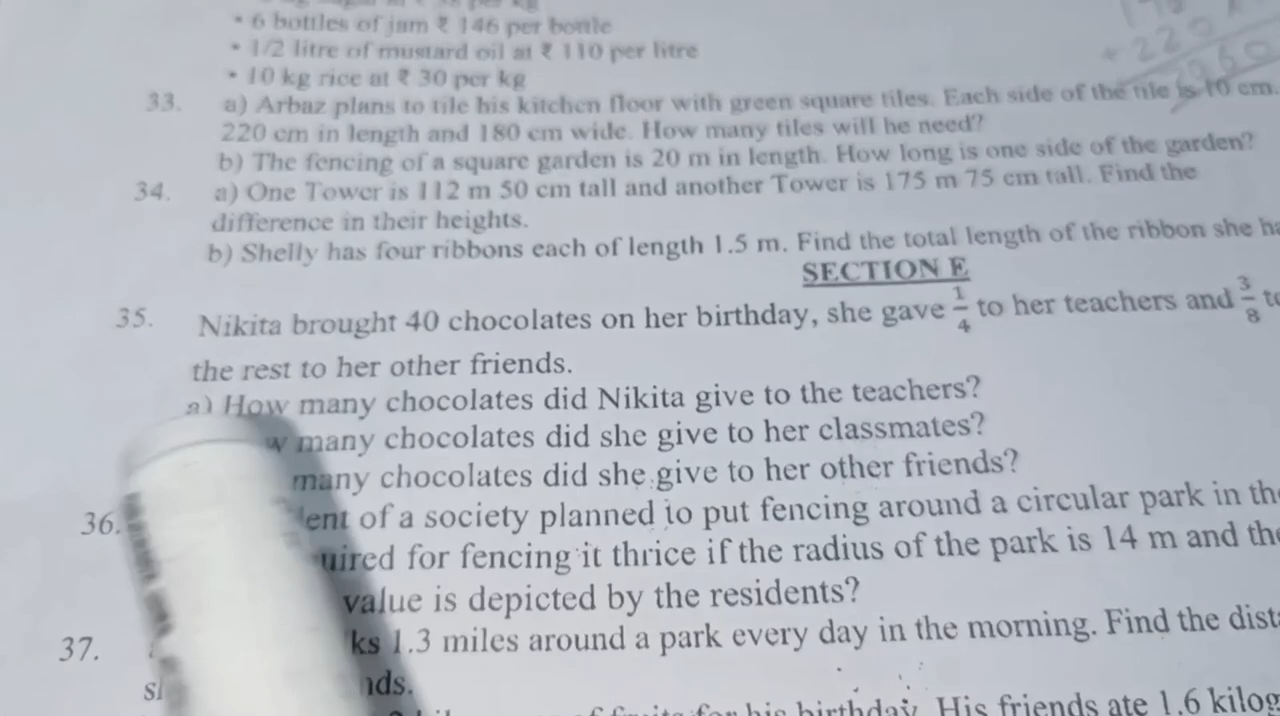 • 6 bottles of jam ₹ 146 per bottle
• 1/2 litre of mustard oil at ₹ 110 per litre
• 10 kg rice at ₹ 30 per kg
33. a) Arbaz plans to tile his kitchen floor with green square tiles. Each side of the tile is 10 cm.
220 cm in length and 180 cm wide. How many tiles will he need?
b) The fencing of a square garden is 20 m in length. How long is one side of the garden?
34. a) One Tower is 112 m 50 cm tall and another Tower is 175 m 75 cm tall. Find the
difference in their heights.
b) Shelly has four ribbons each of length 1.5 m. Find the total length of the ribbon she
SECTION E
35. Nikita brought 40 chocolates on her birthday, she gave 1/4 to her teachers and 3/8
the rest to her other friends.
a) How many chocolates did Nikita give to the teachers?
many chocolates did she give to her classmates?
many chocolates did she give to her other friends?
36. of a society planned to put fencing around a circular park in
for fencing it thrice if the radius of the park is 14 m and
value is depicted by the residents?
37. 1.3 miles around a park every day in the morning. Find the
for his birthday. His friends ate 1.6
+ 220